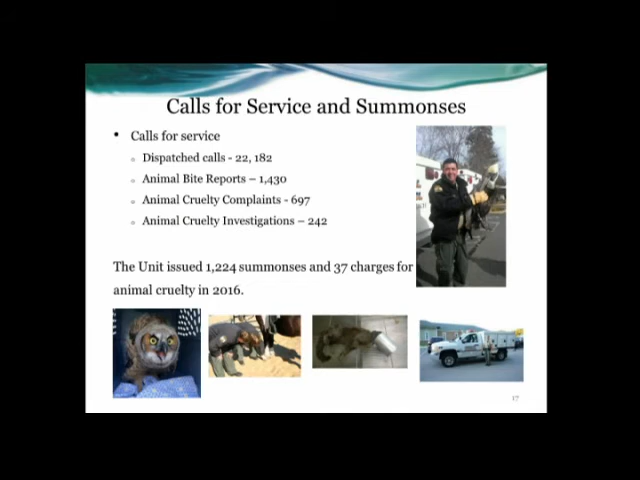 Calls for Service and Summonses
• Calls for service
o Dispatched calls - 22, 182
o Animal Bite Reports – 1,430
o Animal Cruelty Complaints - 697
o Animal Cruelty Investigations – 242
The Unit issued 1,224 summonses and 37 charges for
animal cruelty in 2016.
17